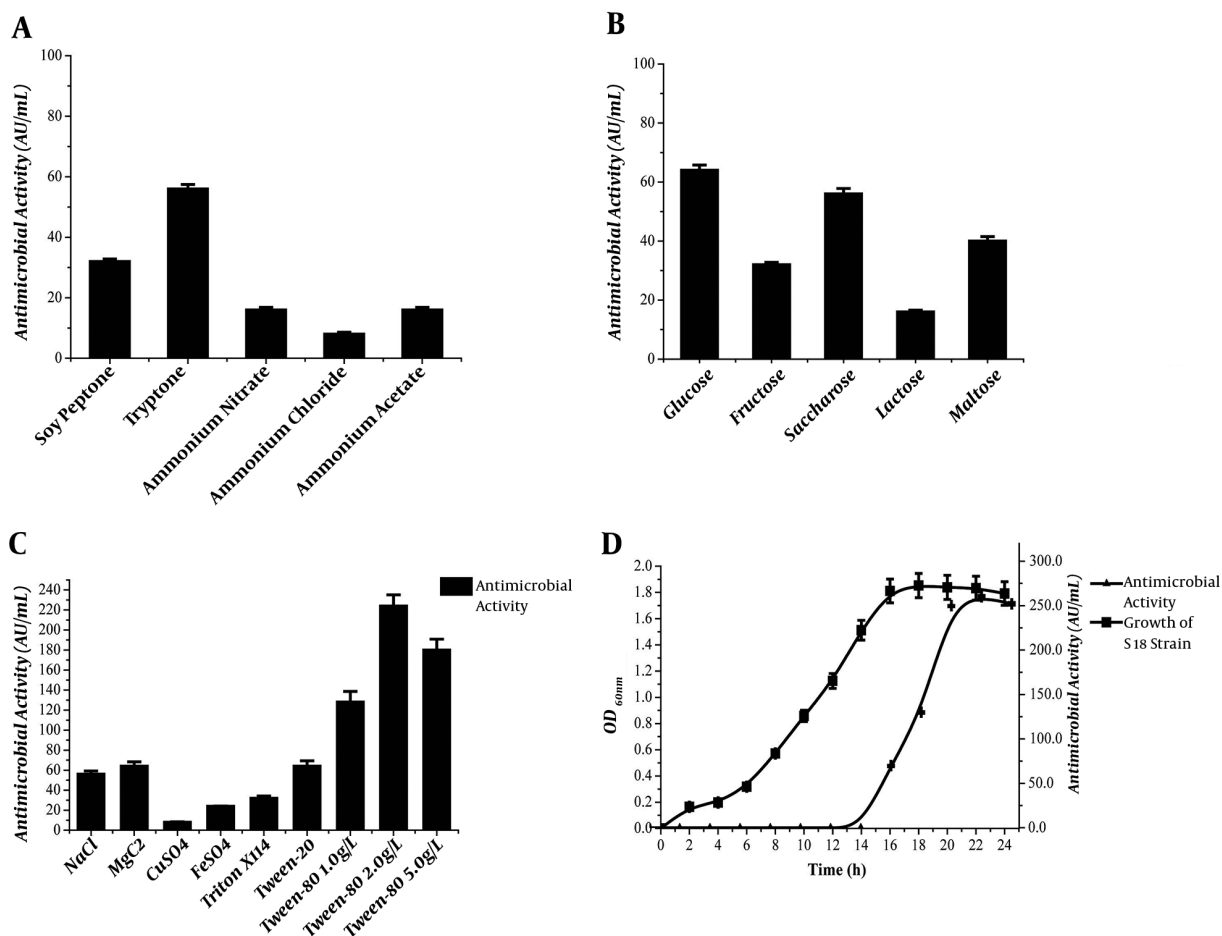 A
Antimicrobial Activity (AU/mL)
100
80
60
40
20
0
Soy Peptone
Tryptone
Ammonium Nitrate
Ammonium Chloride
Ammonium Acetate
B
Antimicrobial Activity (AU/mL)
100
80
60
40
20
0
Glucose
Fructose
Saccharose
Lactose
Maltose
C
Antimicrobial Activity (AU/mL)
240
220
200
180
160
140
120
100
80
60
40
20
0
NaCl
MgC2
CuSO4
FeSO4
Triton X114
Tween-20
Tween-80 1.0g/L
Tween-80 2.0g/L
Tween-80 5.0g/L
Antimicrobial
Activity
D
OD 60nm
2.0
1.8
1.6
1.4
1.2
1.0
0.8
0.6
0.4
0.2
0.0
0 2 4 6 8 10 12 14 16 18 20 22 24
Time (h)
300.0
250.0
200.0
150.0
100.0
50.0
0.0
Antimicrobial Activity (AU/mL)
Antimicrobial
Activity
Growth of
S18 Strain